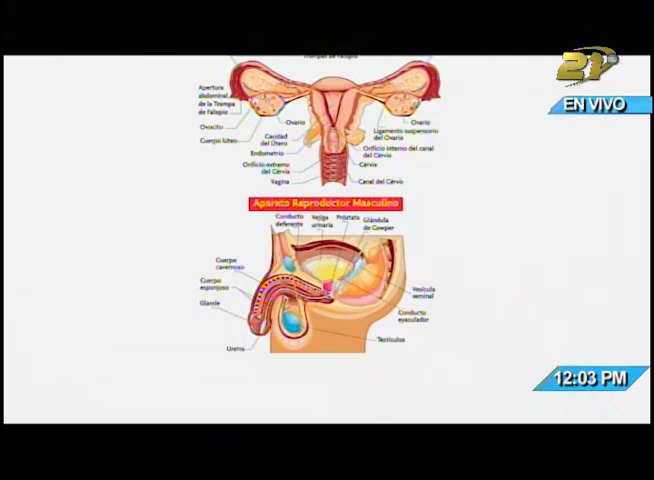 Trompas de Falopio
21
EN VIVO
Apertura
abdominal
de la Trompa
de Falopio
Ovario
Ovario
Oviscito
Cuerpo lúteo
Cavidad
del Útero
Ligamento suspensorio
del Ovario
Endometrio
Orificio interno del canal
del Cérvix
Orificio extremo
del Cérvix
Cérvix
Vagina
Canal del Cérvix
Aparato Reproductor Masculino
Conducto
deferente
Vejiga
urinaria
Próstata
Glándula
de Cowper
Cuerpo
cavernoso
Cuerpo
esponjoso
Glande
Vesícula
seminal
Conducto
eyaculador
Testículos
Uretra
12:03 PM